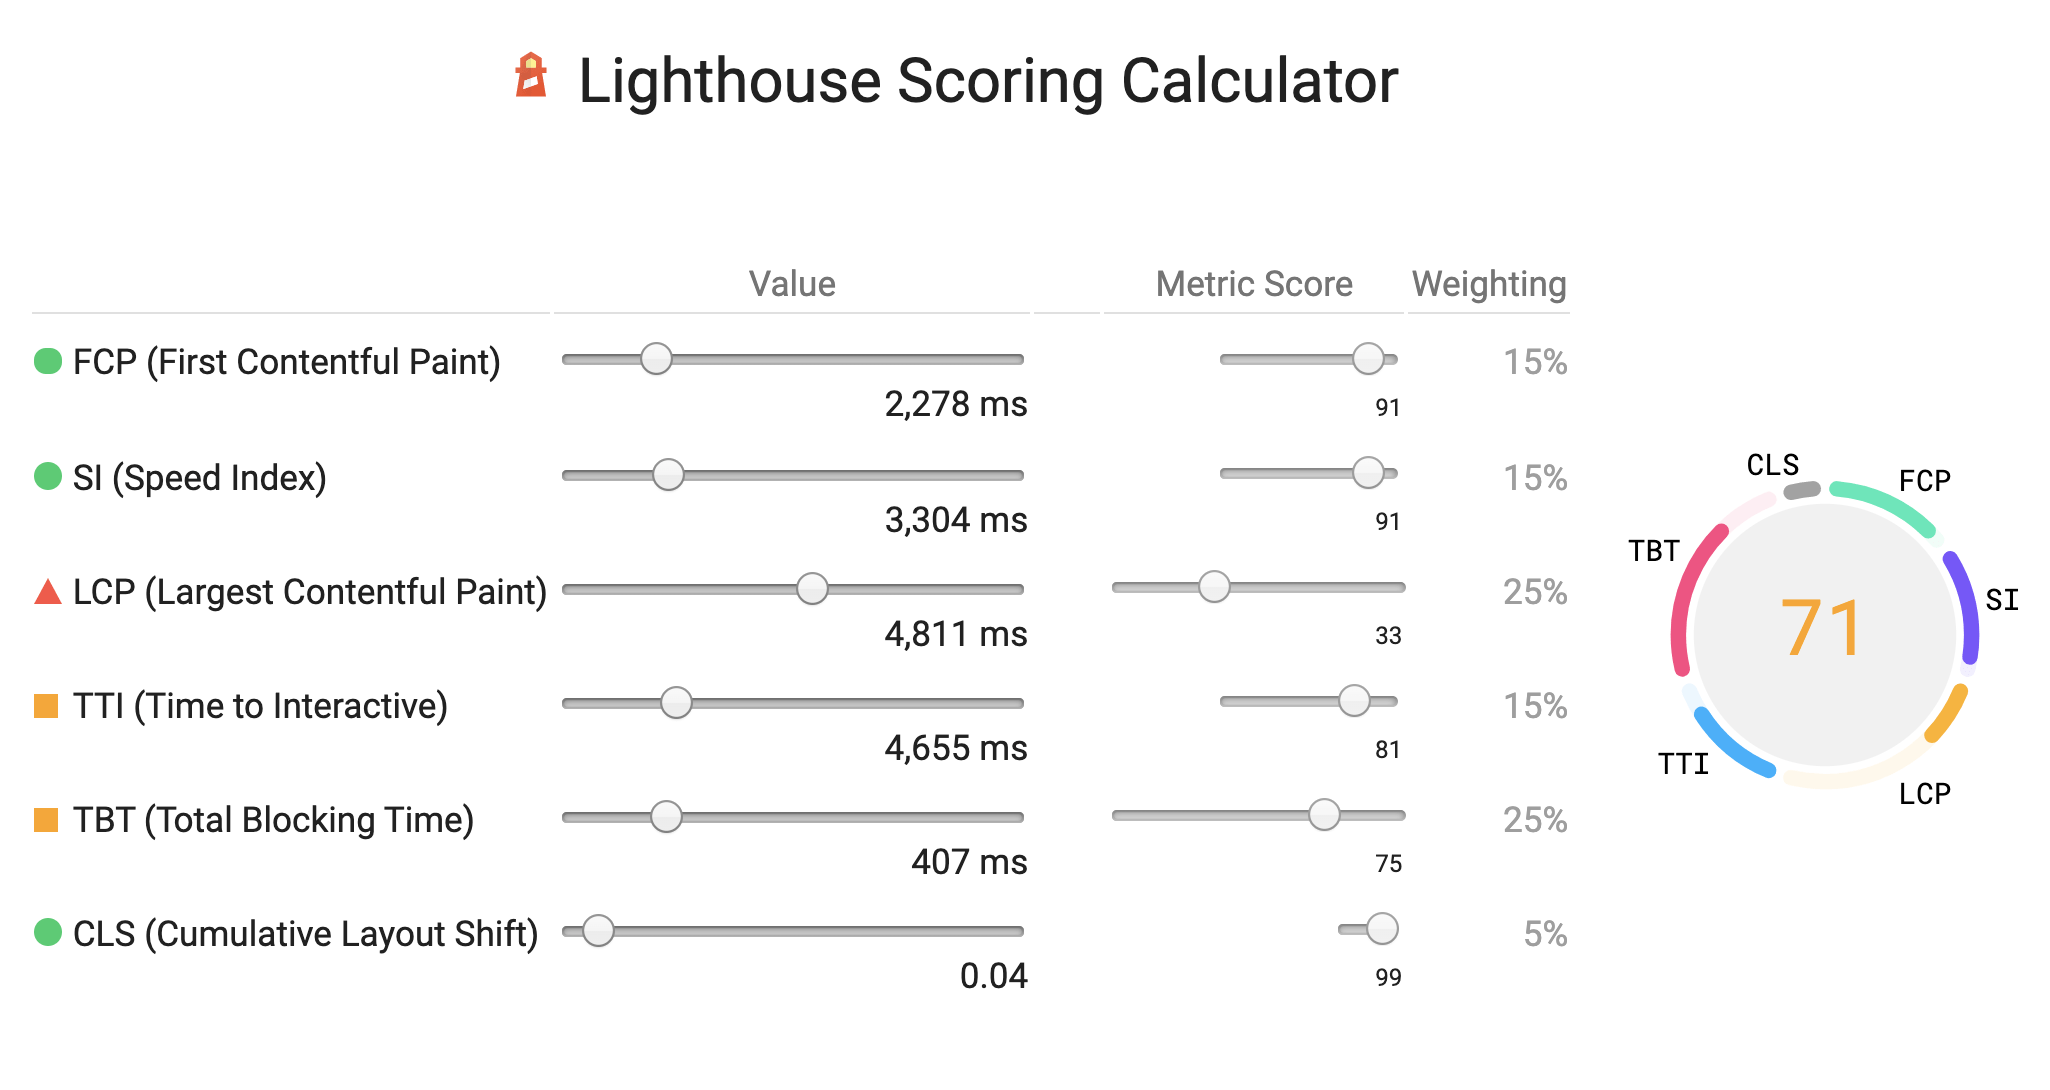 Lighthouse Scoring Calculator
Value Metric Score Weighting
FCP (First Contentful Paint) 15%
2,278 ms 91
SI (Speed Index) 15%
3,304 ms 91
LCP (Largest Contentful Paint) 25%
4,811 ms 33
TTI (Time to Interactive) 15%
4,655 ms 81
TBT (Total Blocking Time) 25%
407 ms 75
CLS (Cumulative Layout Shift) 5%
0.04 99
CLS
FCP
TBT
SI
71
TTI
LCP